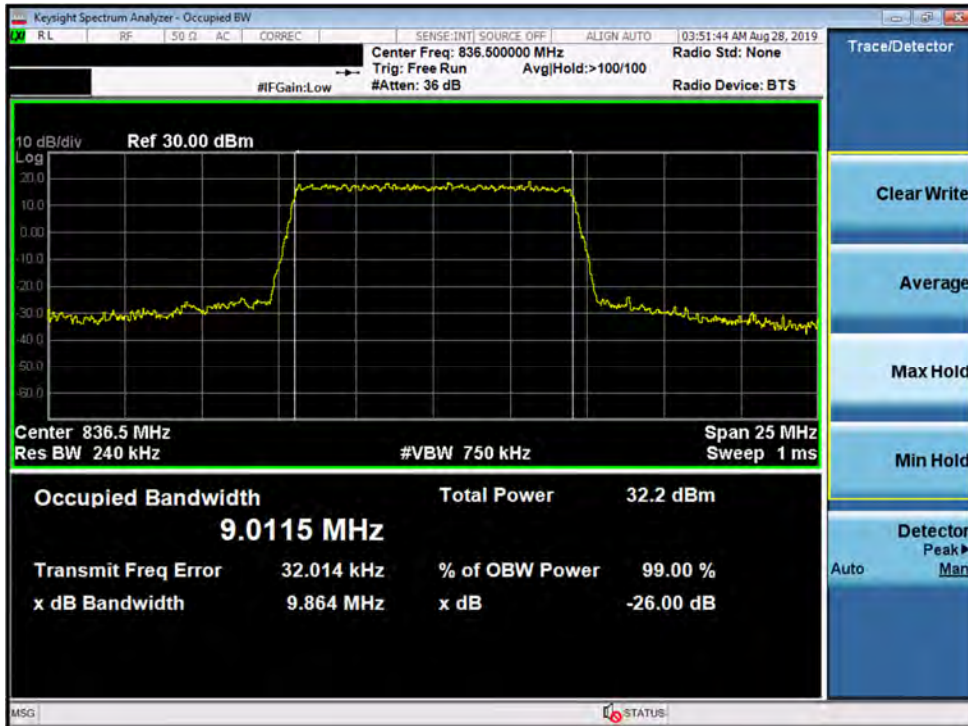 Keysight Spectrum Analyzer - Occupied BW
LXI RL RF 50 Ω AC CORREC SENSE:INT SOURCE OFF ALIGN AUTO 03:51:44 AM Aug 28, 2019
Center Freq: 836.500000 MHz Radio Std: None
Trig: Free Run Avg|Hold:>100/100
#IFGain:Low #Atten: 36 dB Radio Device: BTS
Trace/Detector
10 dB/div Ref 30.00 dBm
Log
20.0
10.0
0.00
-10.0
-20.0
-30.0
-40.0
-50.0
-60.0
Center 836.5 MHz Span 25 MHz
Res BW 240 kHz #VBW 750 kHz Sweep 1 ms
Occupied Bandwidth Total Power 32.2 dBm
9.0115 MHz
Transmit Freq Error 32.014 kHz % of OBW Power 99.00 %
x dB Bandwidth 9.864 MHz x dB -26.00 dB
Clear Write
Average
Max Hold
Min Hold
Detector
Peak▶
Auto Man
MSG STATUS